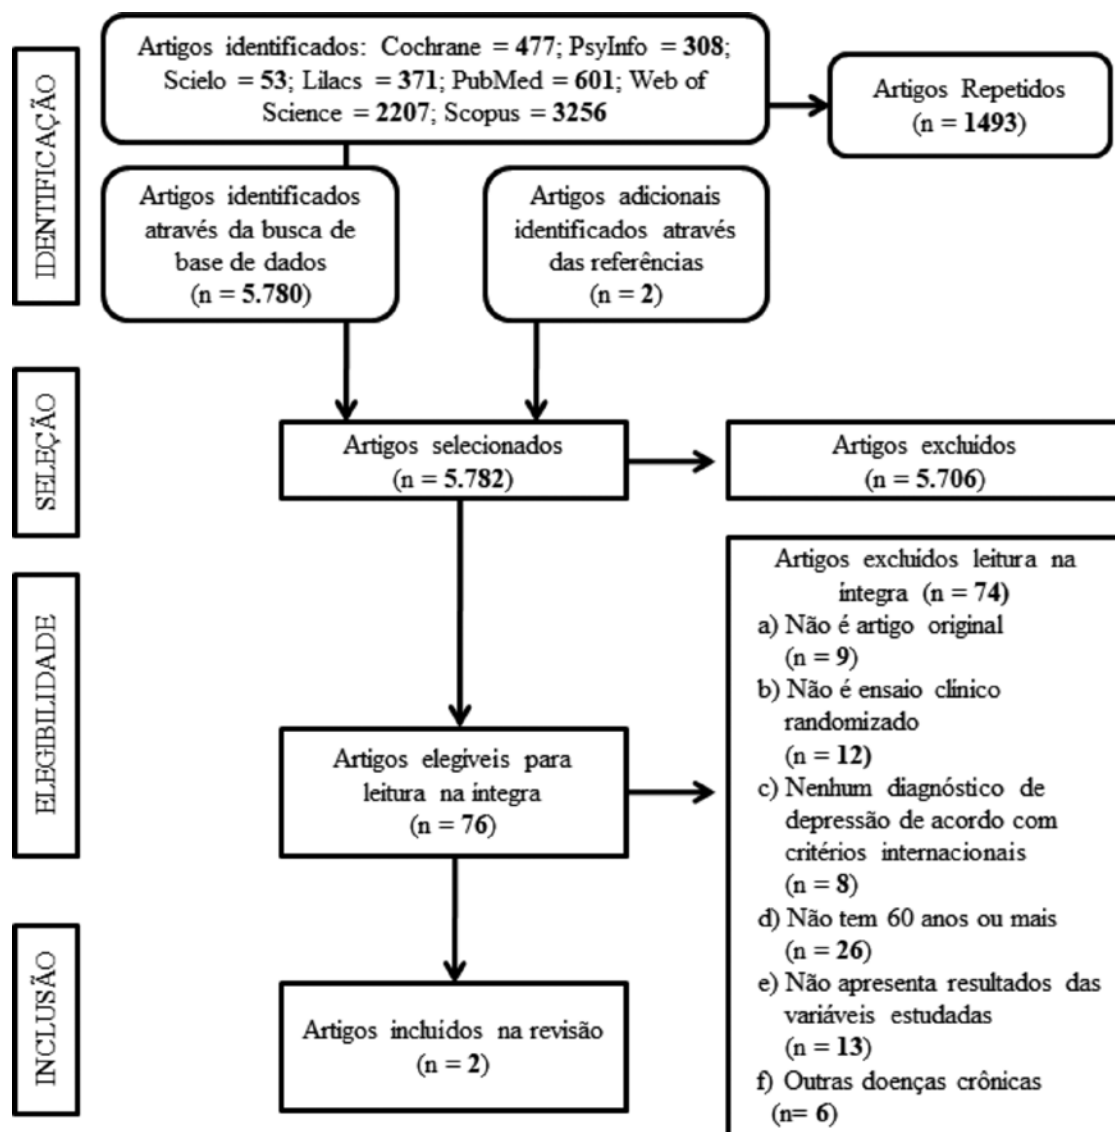 IDENTIFICAÇÃO
Artigos identificados: Cochrane = 477; PsyInfo = 308;
Scielo = 53; Lilacs = 371; PubMed = 601; Web of
Science = 2207; Scopus = 3256
Artigos Repetidos
(n = 1493)
Artigos identificados
através da busca de
base de dados
(n = 5.780)
Artigos adicionais
identificados através
das referências
(n = 2)
SELEÇÃO
Artigos selecionados
(n = 5.782)
Artigos excluídos
(n = 5.706)
ELEGIBILIDADE
Artigos elegíveis para
leitura na integra
(n = 76)
Artigos excluídos leitura na
íntegra (n = 74)
a) Não é artigo original
(n = 9)
b) Não é ensaio clínico
randomizado
(n = 12)
c) Nenhum diagnóstico de
depressão de acordo com
critérios internacionais
(n = 8)
d) Não tem 60 anos ou mais
(n = 26)
e) Não apresenta resultados das
variáveis estudadas
(n = 13)
f) Outras doenças crônicas
(n= 6)
INCLUSÃO
Artigos incluídos na revisão
(n = 2)